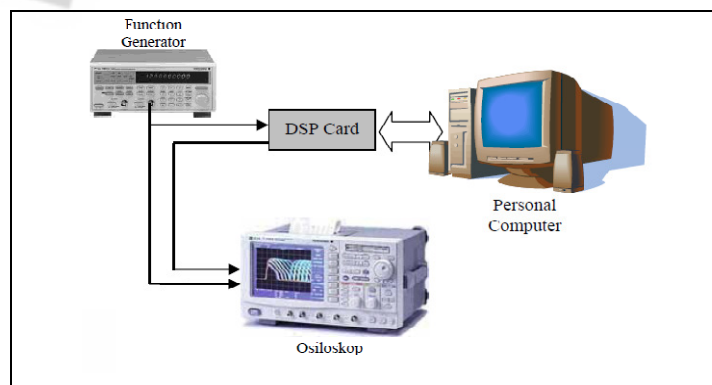 Function
Generator
DSP Card
Personal
Computer
Osiloskop